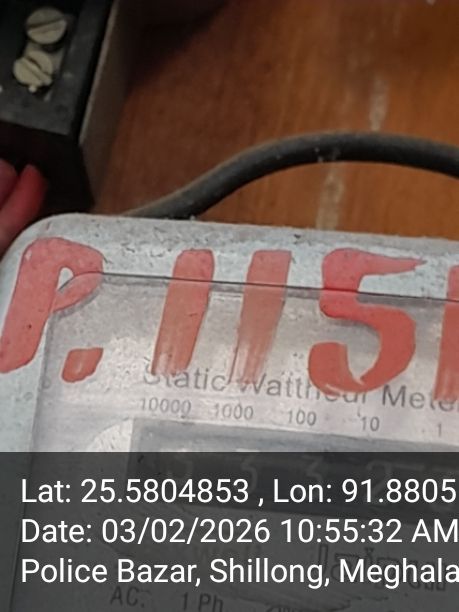 P. 115
Static Watthour Mete
10000 1000 100 10 1
Lat: 25.5804853 , Lon: 91.8805
Date: 03/02/2026 10:55:32 AM
Police Bazar, Shillong, Meghala
AC: 1 Ph